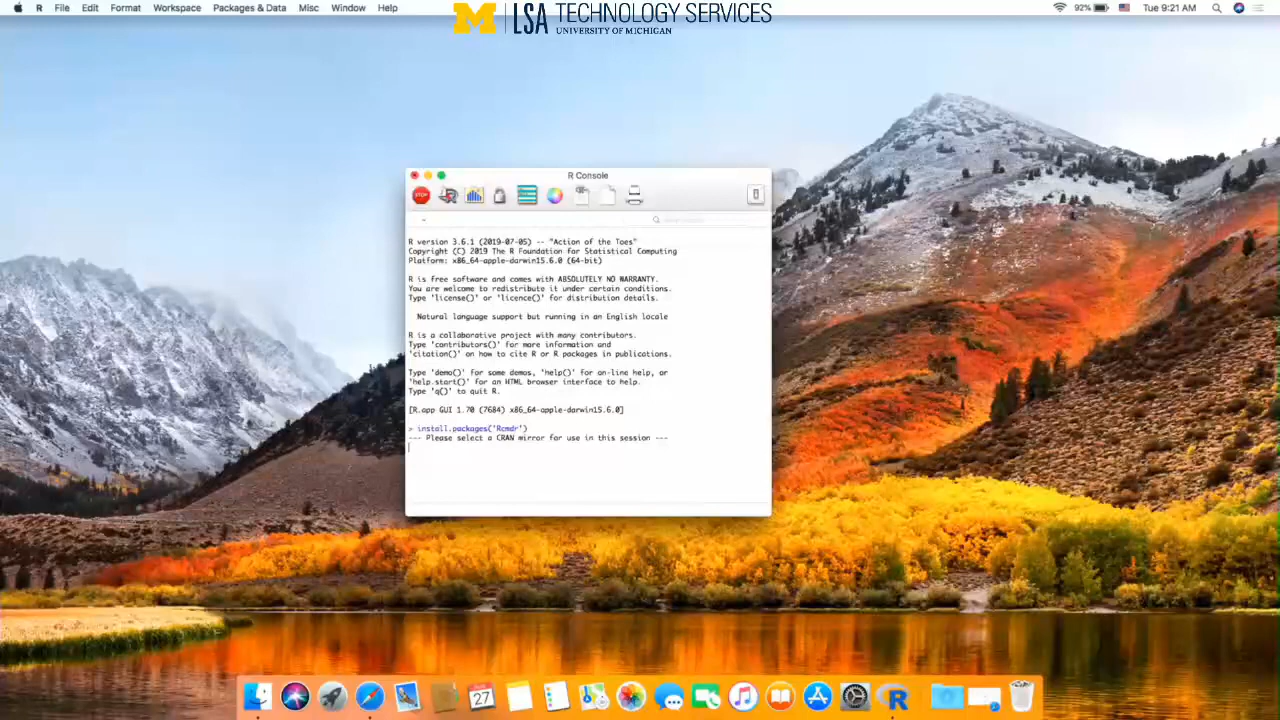 R File Edit Format Workspace Packages & Data Misc Window Help
92% Tue 9:21 AM
M LSA TECHNOLOGY SERVICES
UNIVERSITY OF MICHIGAN
R Console
STOP
R version 3.6.1 (2019-07-05) -- "Action of the Toes"
Copyright (C) 2019 The R Foundation for Statistical Computing
Platform: x86_64-apple-darwin15.6.0 (64-bit)
R is free software and comes with ABSOLUTELY NO WARRANTY.
You are welcome to redistribute it under certain conditions.
Type 'license()' or 'licence()' for distribution details.
Natural language support but running in an English locale
R is a collaborative project with many contributors.
Type 'contributors()' for more information and
'citation()' on how to cite R or R packages in publications.
Type 'demo()' for some demos, 'help()' for on-line help, or
'help.start()' for an HTML browser interface to help.
Type 'q()' to quit R.
[R.app GUI 1.70 (7684) x86_64-apple-darwin15.6.0]
> install.packages('Rcmdr')
--- Please select a CRAN mirror for use in this session ---
27
R